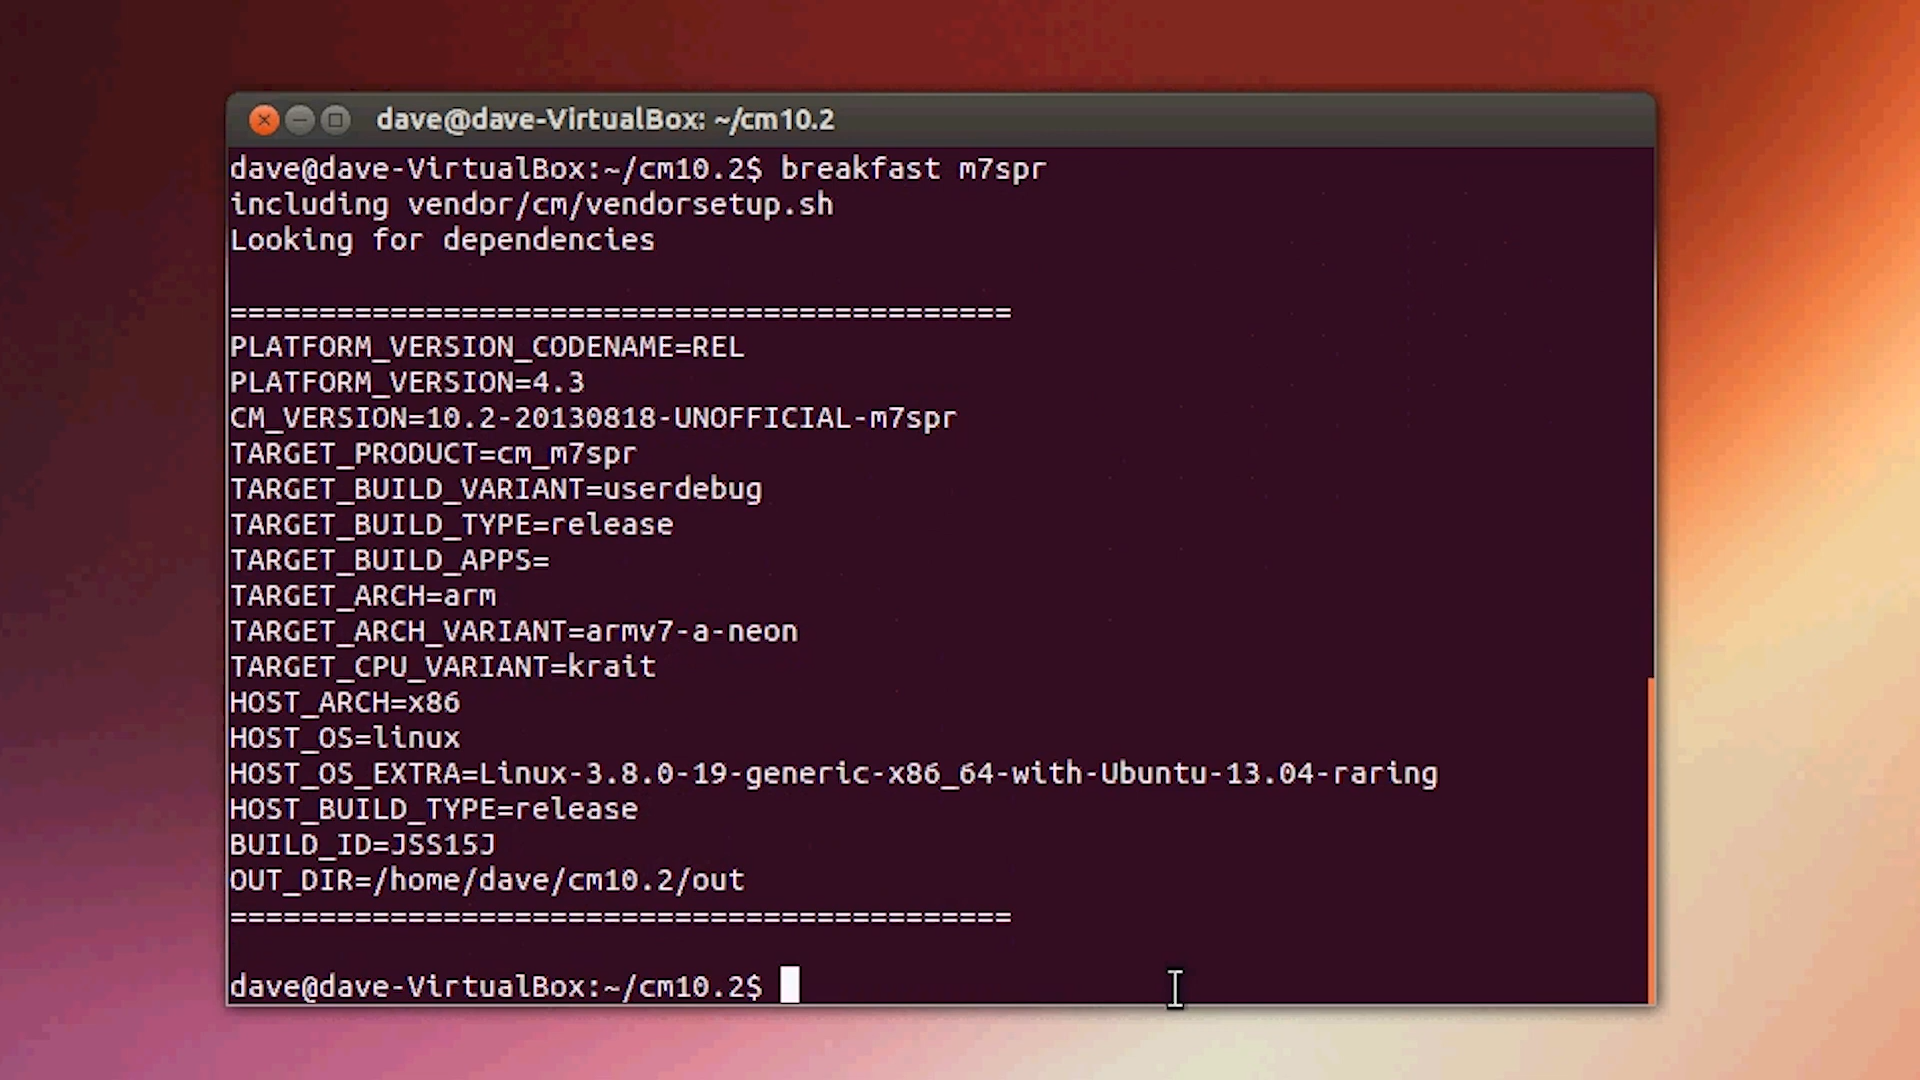 dave@dave-VirtualBox: ~/cm10.2
dave@dave-VirtualBox:~/cm10.2$ breakfast m7spr
including vendor/cm/vendorsetup.sh
Looking for dependencies
============================================
PLATFORM_VERSION_CODENAME=REL
PLATFORM_VERSION=4.3
CM_VERSION=10.2-20130818-UNOFFICIAL-m7spr
TARGET_PRODUCT=cm_m7spr
TARGET_BUILD_VARIANT=userdebug
TARGET_BUILD_TYPE=release
TARGET_BUILD_APPS=
TARGET_ARCH=arm
TARGET_ARCH_VARIANT=armv7-a-neon
TARGET_CPU_VARIANT=krait
HOST_ARCH=x86
HOST_OS=linux
HOST_OS_EXTRA=Linux-3.8.0-19-generic-x86_64-with-Ubuntu-13.04-raring
HOST_BUILD_TYPE=release
BUILD_ID=JSS15J
OUT_DIR=/home/dave/cm10.2/out
============================================
dave@dave-VirtualBox:~/cm10.2$